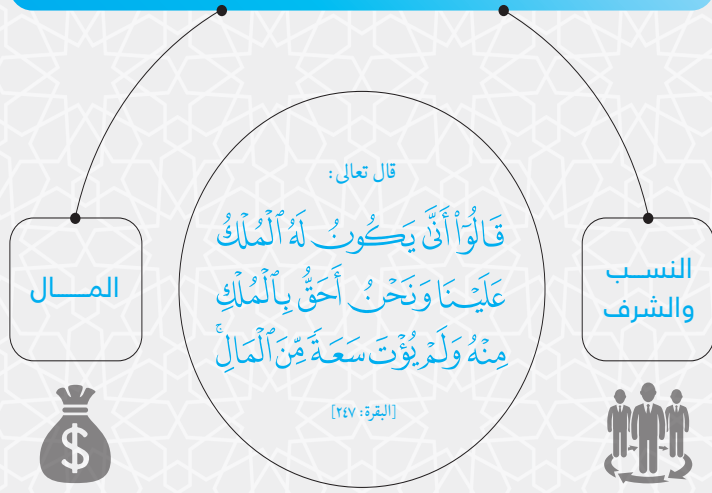 قال تعالى:
قَالُوٓاْ أَنَّىٰ يَكُونُ لَهُ ٱلْمُلْكُ
عَلَيْنَا وَنَحْنُ أَحَقُّ بِٱلْمُلْكِ
مِنْهُ وَلَمْ يُؤْتَ سَعَةً مِّنَ ٱلْمَالِۚ
[البقرة: ٢٤٧]
النسـب
والشرف
المـــال
$